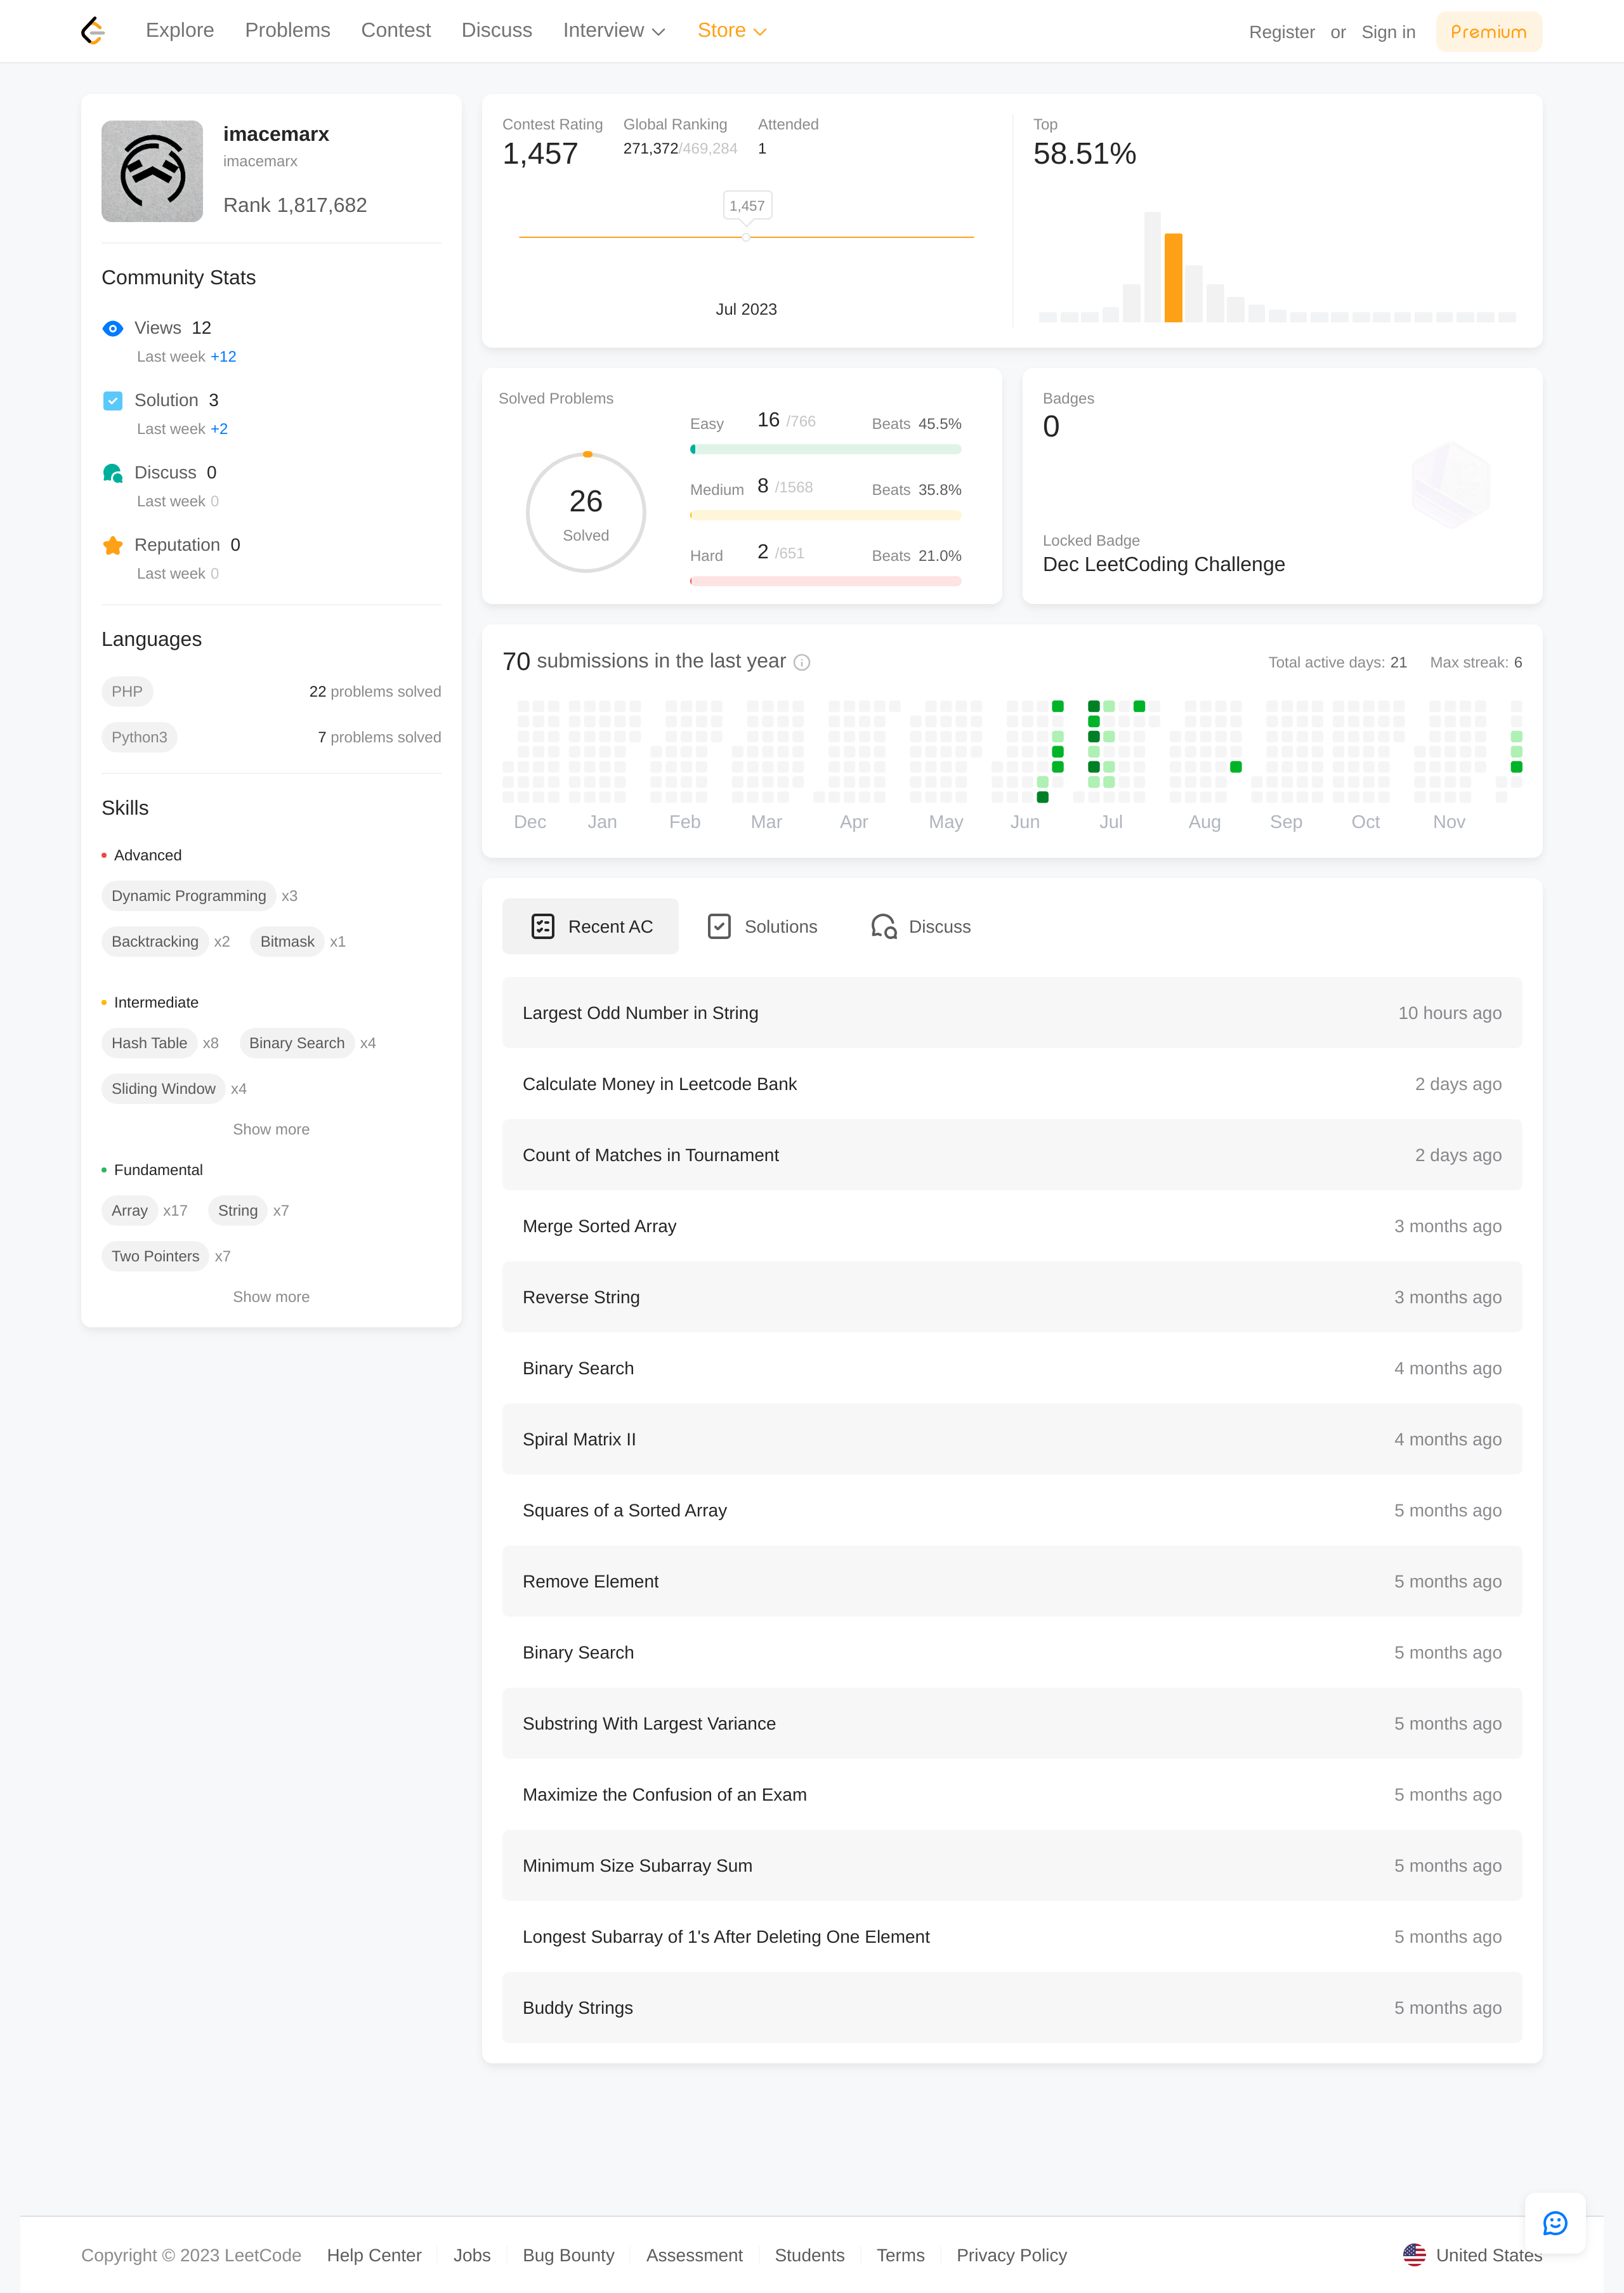 Explore Problems Contest Discuss Interview Store Register or Sign in Premium
imacemarx
imacemarx
Rank 1,817,682
Community Stats
Views 12
Last week +12
Solution 3
Last week +2
Discuss 0
Last week 0
Reputation 0
Last week 0
Languages
PHP 22 problems solved
Python3 7 problems solved
Skills
Advanced
Dynamic Programming x3
Backtracking x2 Bitmask x1
Intermediate
Hash Table x8 Binary Search x4
Sliding Window x4
Show more
Fundamental
Array x17 String x7
Two Pointers x7
Show more
Contest Rating Global Ranking Attended
1,457 271,372/469,284 1
1,457
Jul 2023
Top
58.51%
Solved Problems
26
Solved
Easy 16 /766 Beats 45.5%
Medium 8 /1568 Beats 35.8%
Hard 2 /651 Beats 21.0%
Badges
0
Locked Badge
Dec LeetCoding Challenge
70 submissions in the last year Total active days: 21 Max streak: 6
Dec Jan Feb Mar Apr May Jun Jul Aug Sep Oct Nov
Recent AC Solutions Discuss
Largest Odd Number in String 10 hours ago
Calculate Money in Leetcode Bank 2 days ago
Count of Matches in Tournament 2 days ago
Merge Sorted Array 3 months ago
Reverse String 3 months ago
Binary Search 4 months ago
Spiral Matrix II 4 months ago
Squares of a Sorted Array 5 months ago
Remove Element 5 months ago
Binary Search 5 months ago
Substring With Largest Variance 5 months ago
Maximize the Confusion of an Exam 5 months ago
Minimum Size Subarray Sum 5 months ago
Longest Subarray of 1's After Deleting One Element 5 months ago
Buddy Strings 5 months ago
Copyright © 2023 LeetCode Help Center Jobs Bug Bounty Assessment Students Terms Privacy Policy United States